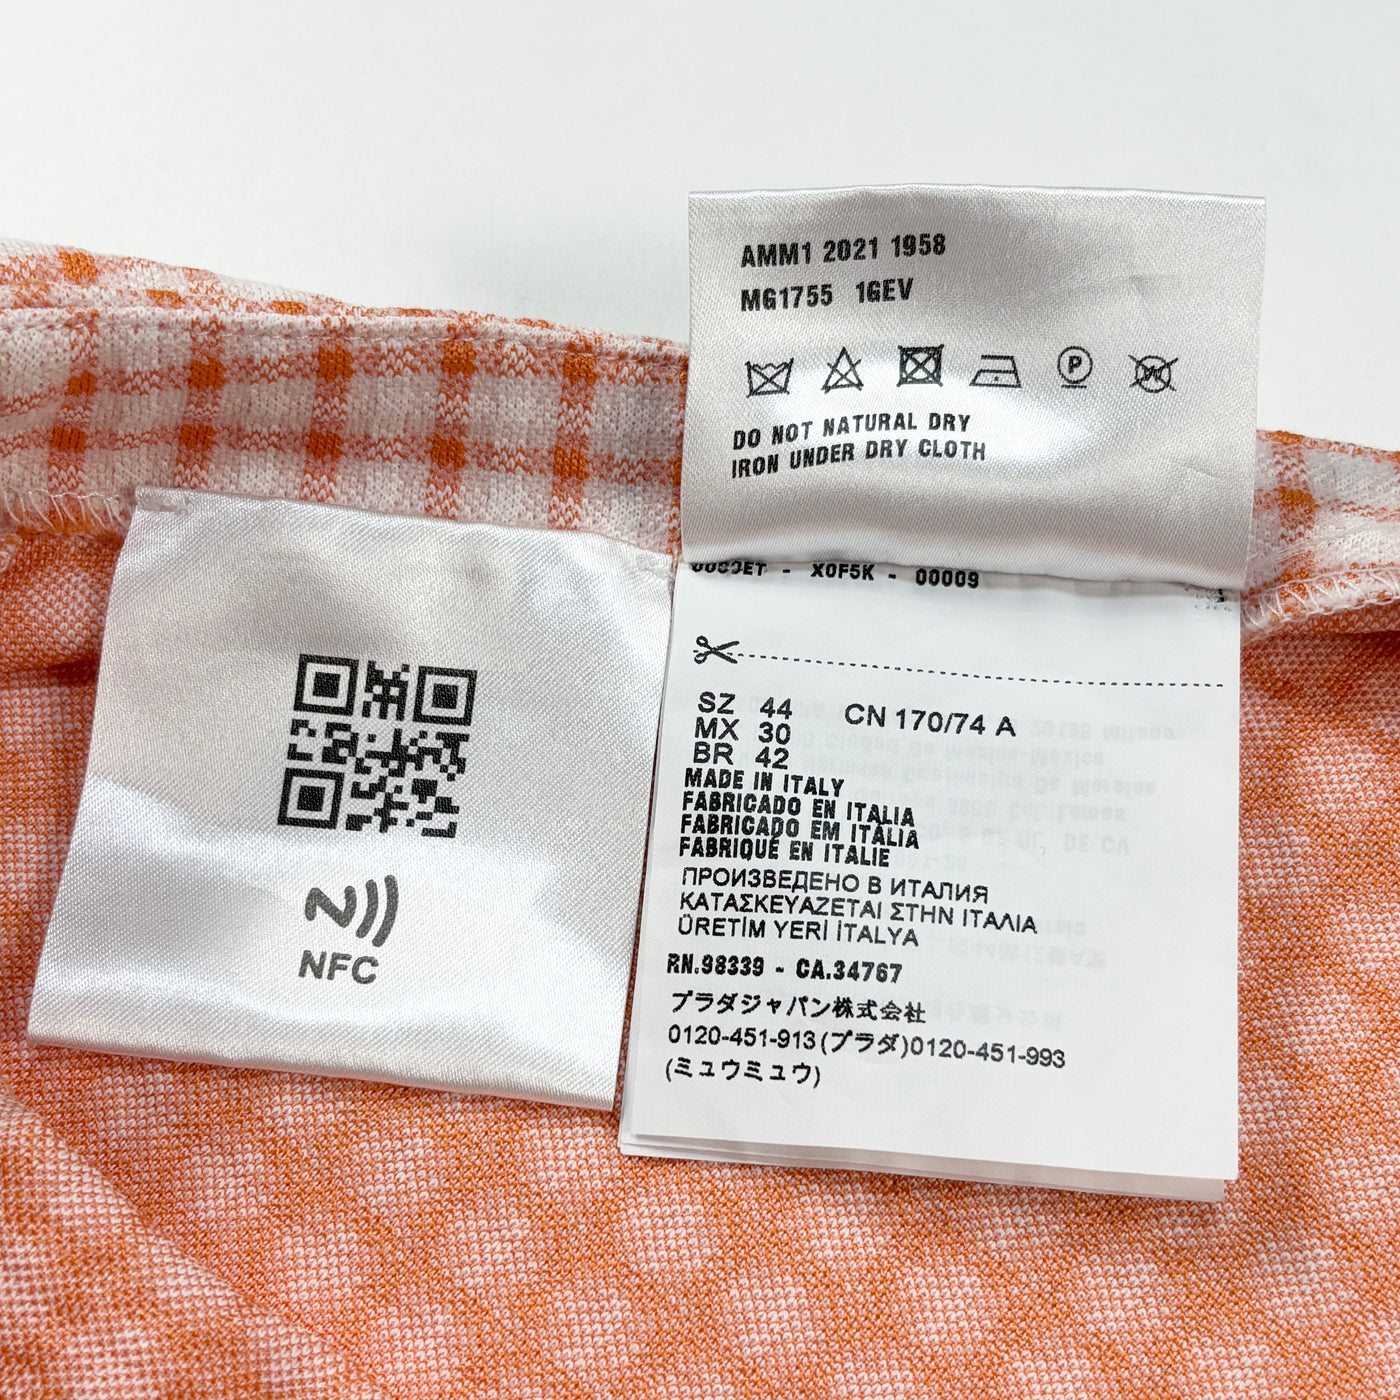 AMM1 2021 1958
MG1755 1GEV
P
W
DO NOT NATURAL DRY
IRON UNDER DRY CLOTH
- X0F5K - 00009
SZ 44 CN 170/74 A
MX 30
BR 42
MADE IN ITALY
FABRICADO EN ITALIA
FABRICADO EM ITÀLIA
FABRIQUÉ EN ITALIE
ПРОИЗВЕДЕНО В ИТАЛИЯ
ΚΑΤΑΣΚΕΥΑΖΕΤΑΙ ΣΤΗΝ ΙΤΑΛΙΑ
ÜRETİM YERİ İTALYA
RN.98339 - CA.34767
プラダジャパン株式会社
0120-451-913(プラダ)0120-451-993
(ミュウミュウ)
NFC